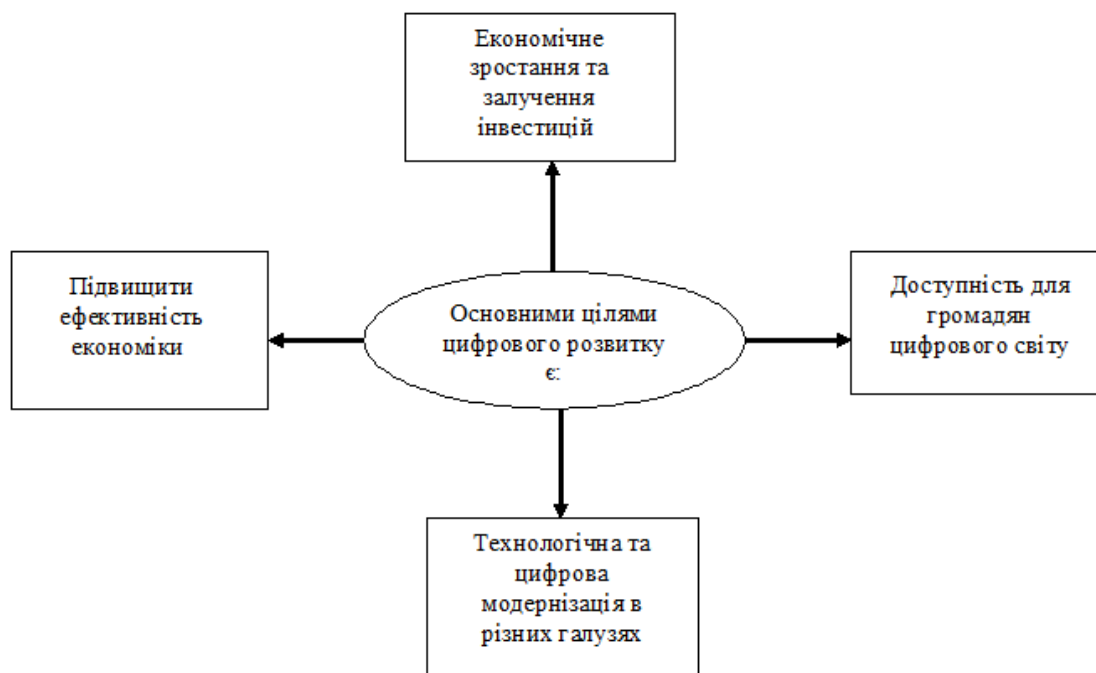 Економічне
зростання та
залучення
інвестицій
Підвищити
ефективність
економіки
Основними цілями
цифрового розвитку
є:
Доступність для
громадян
цифрового світу
Технологічна та
цифрова
модернізація в
різних галузях